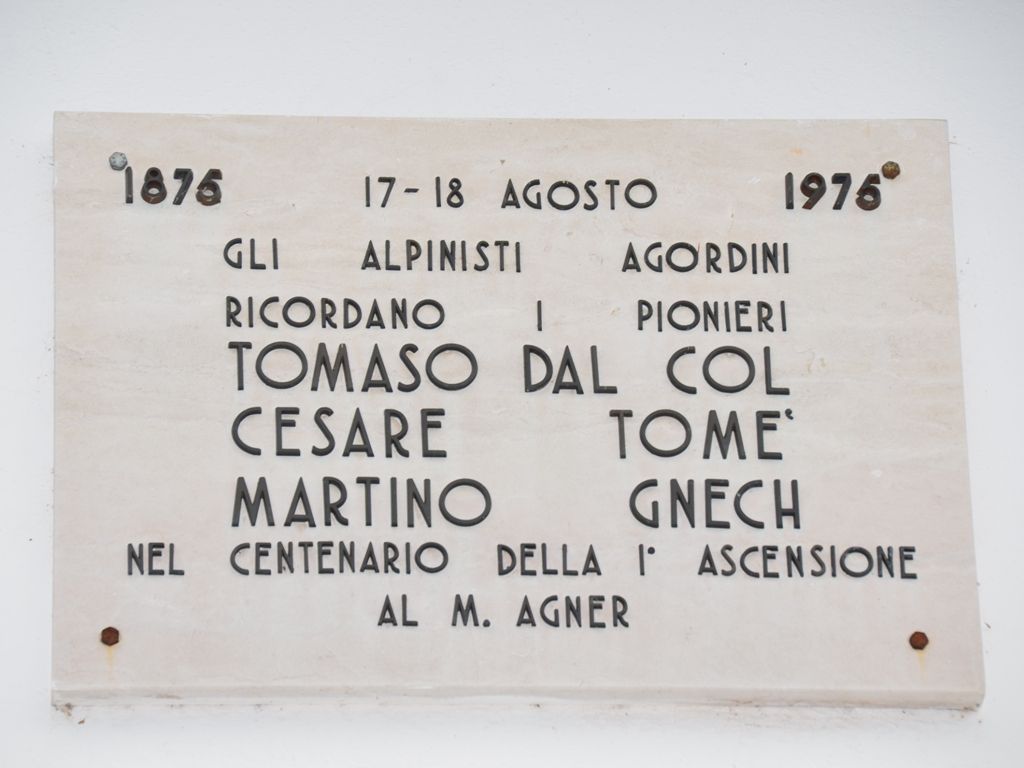 1875 17-18 AGOSTO 1975
GLI ALPINISTI AGORDINI
RICORDANO I PIONIERI
TOMASO DAL COL
CESARE TOME'
MARTINO GNECH
NEL CENTENARIO DELLA 1° ASCENSIONE
AL M. AGNER